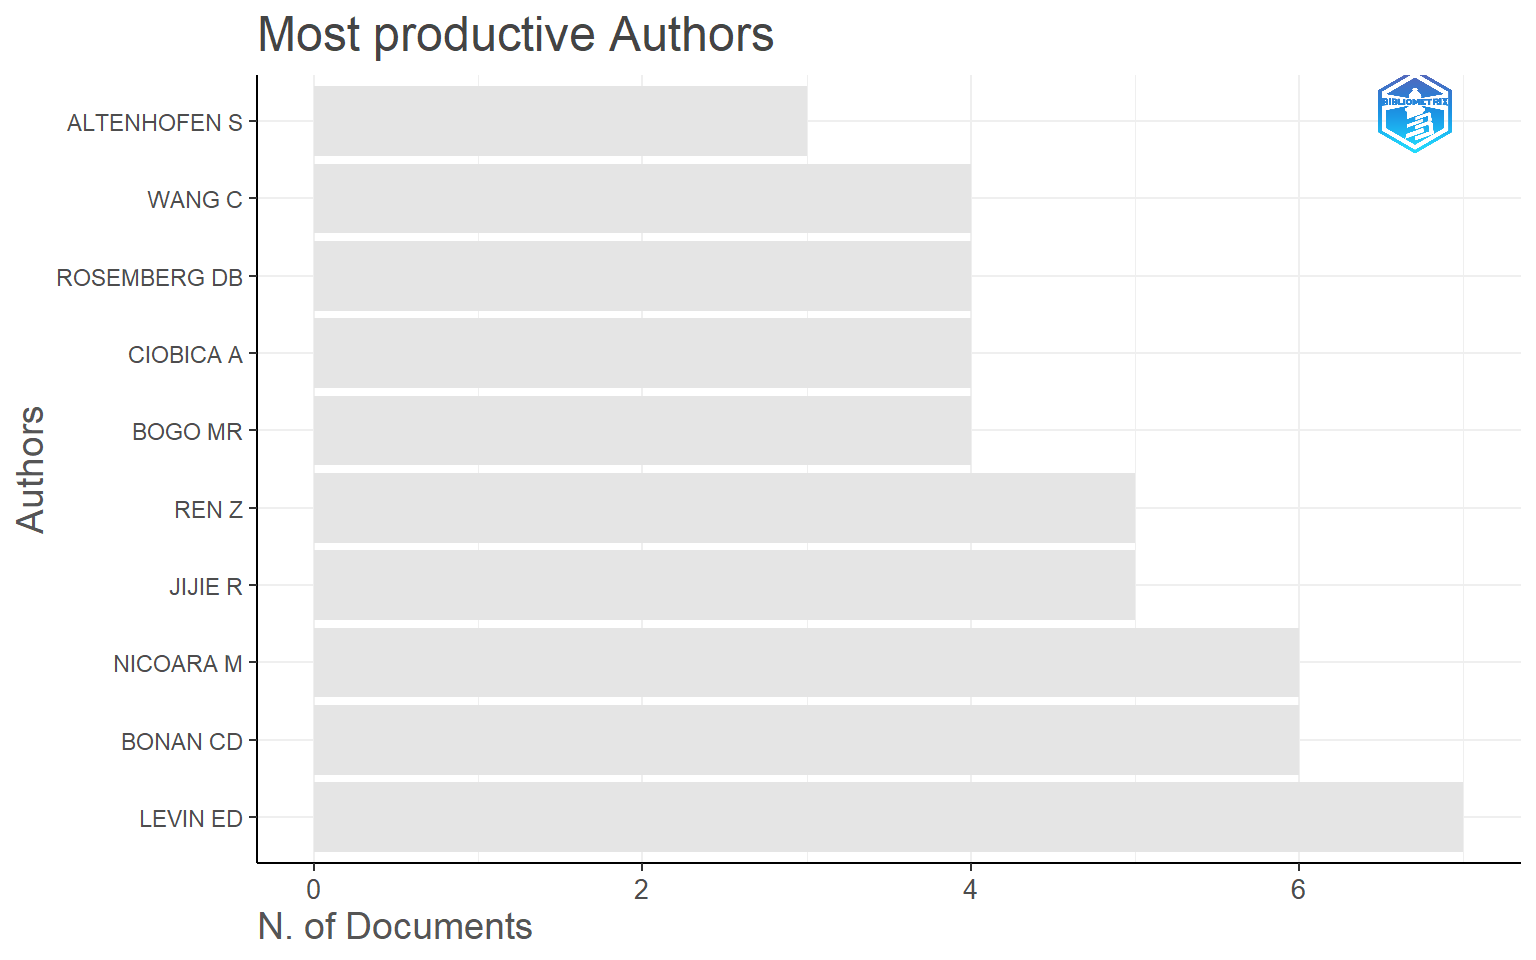 Most productive Authors
BIBLIOMETRIX
ALTENHOFEN S
WANG C
ROSEMBERG DB
CIOBICA A
BOGO MR
REN Z
JIJIE R
NICOARA M
BONAN CD
LEVIN ED
Authors
0 2 4 6
N. of Documents